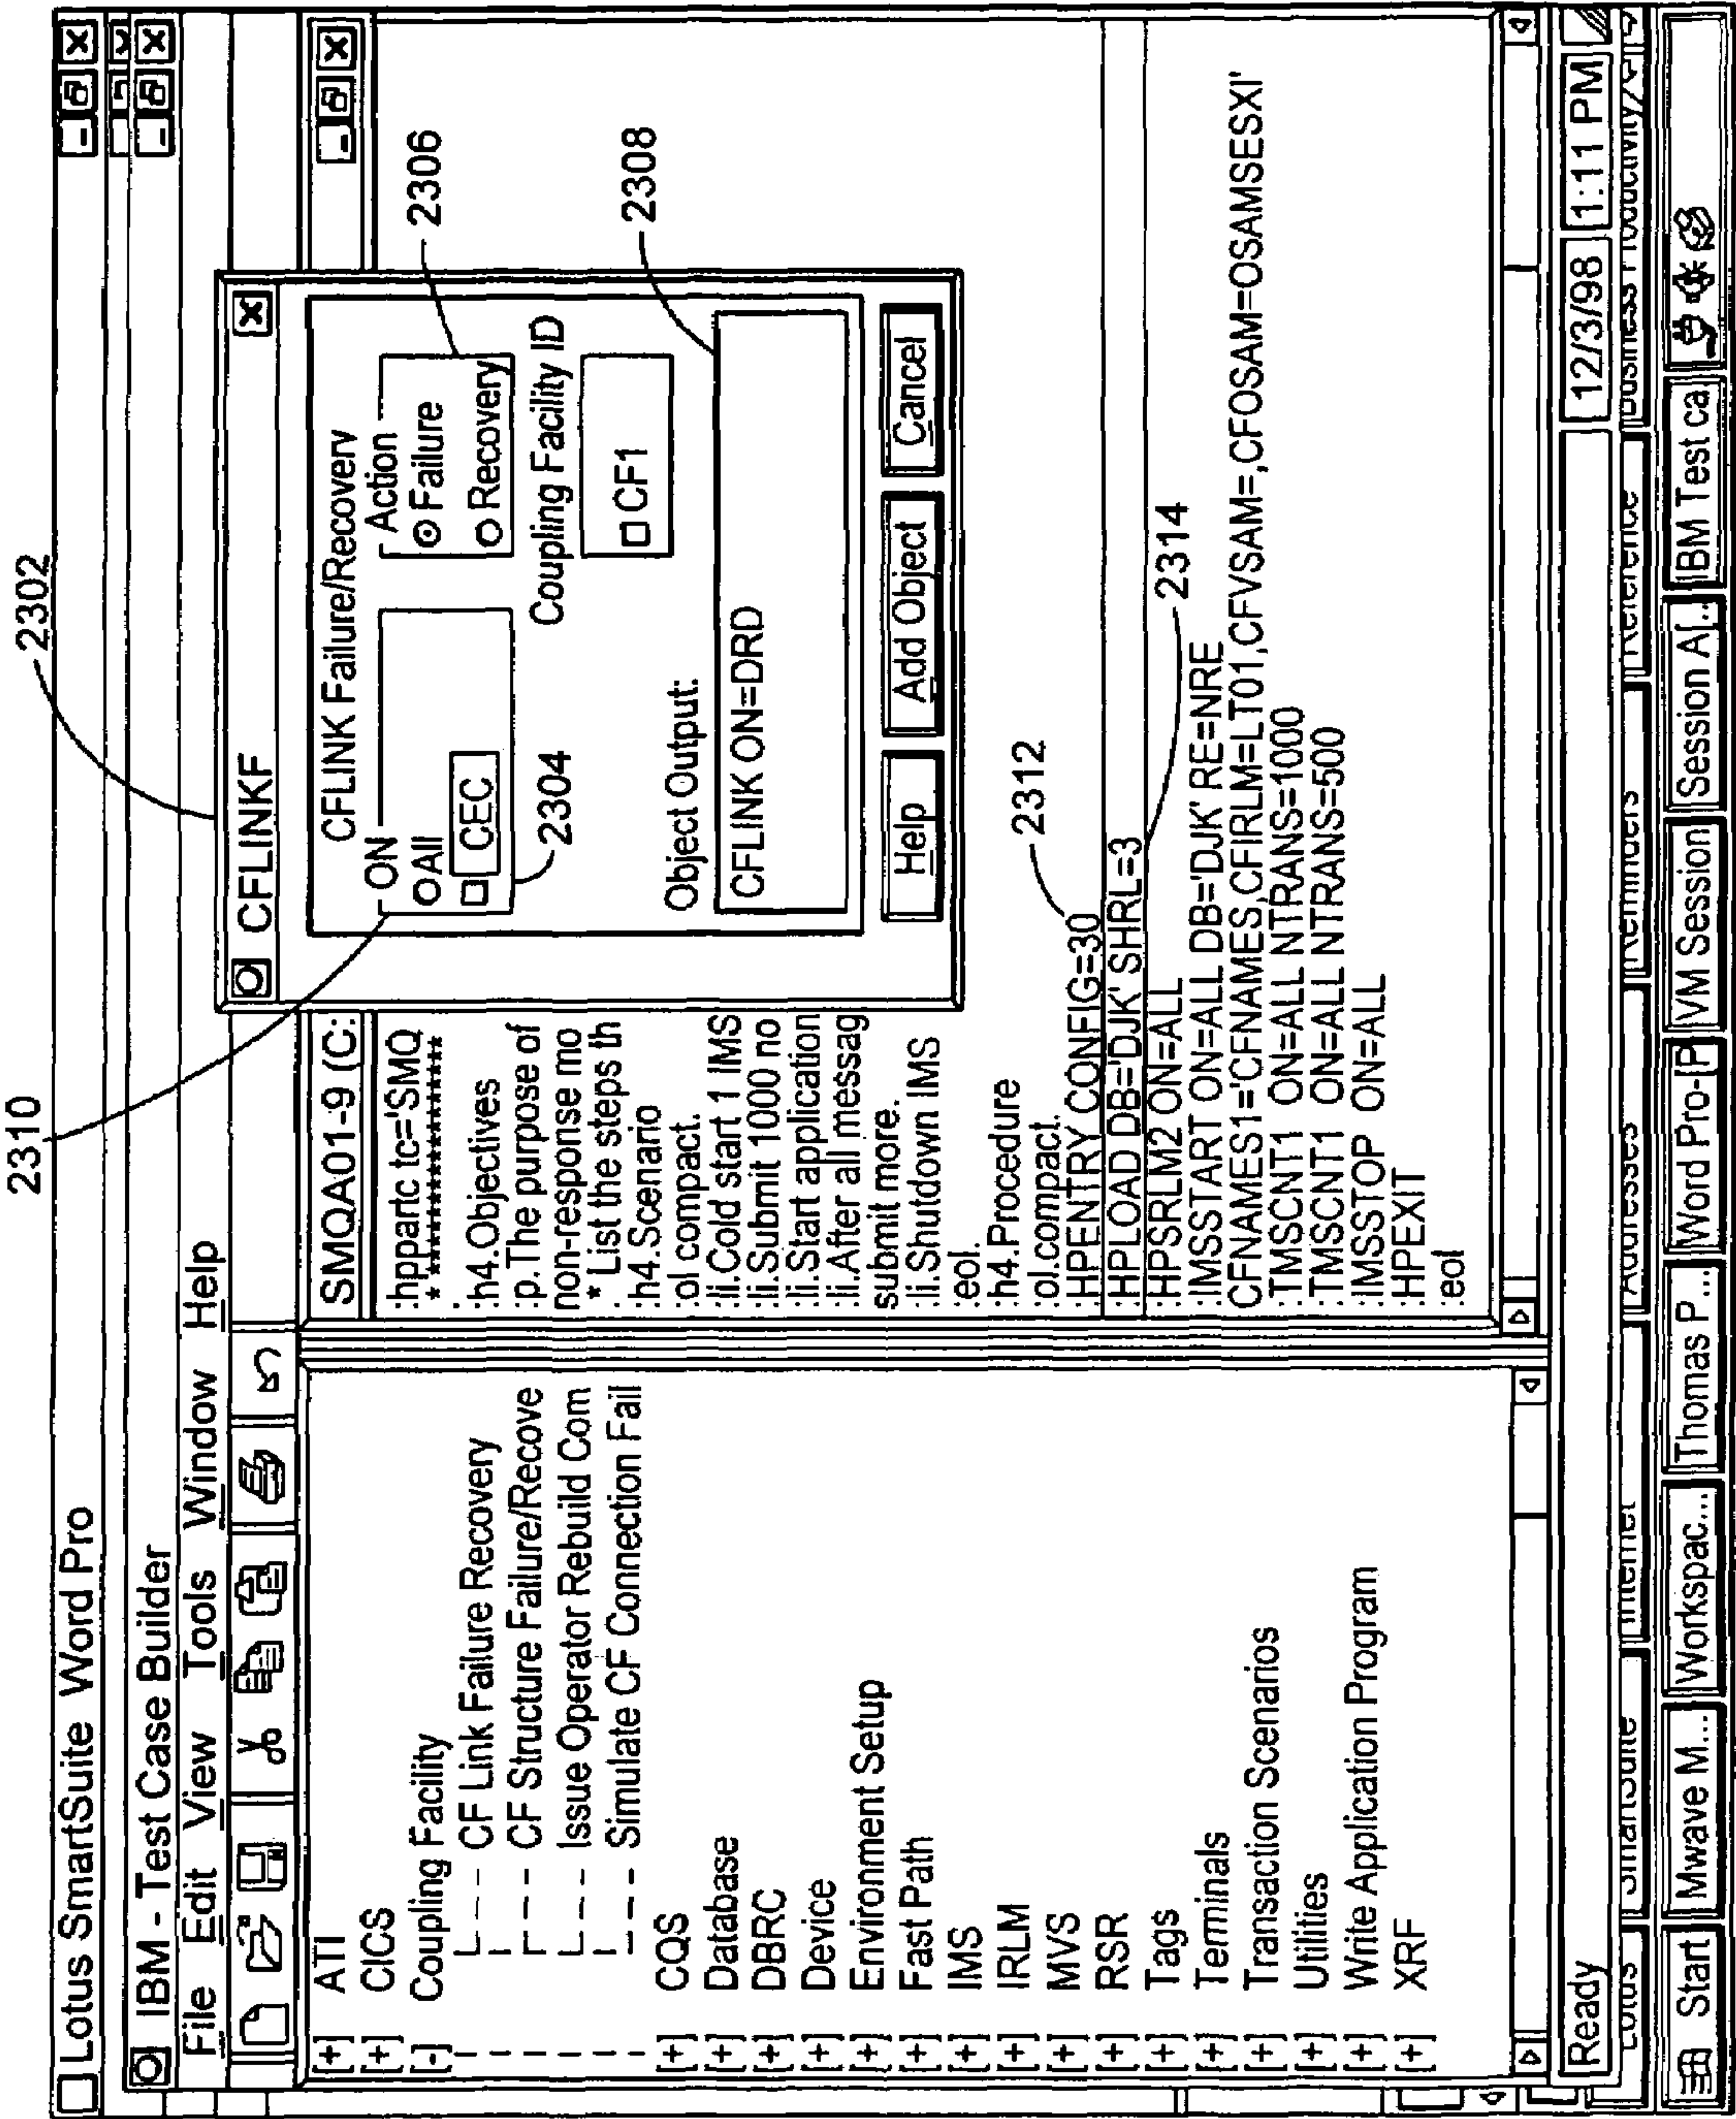 2310
2302
Lotus SmartSuite Word Pro
IBM - Test Case Builder
File Edit View Tools Window Help
[+] ATI
[+] CICS
[-] Coupling Facility
CF Link Failure Recovery
CF Structure Failure/Recove
Issue Operator Rebuild Com
Simulate CF Connection Fail
[+] CQS
[+] Database
[+] DBRC
[+] Device
[+] Environment Setup
[+] Fast Path
[+] IMS
[+] IRLM
[+] MVS
[+] RSR
[+] Tags
[+] Terminals
[+] Transaction Scenarios
[+] Utilities
[+] Write Application Program
[+] XRF
SMQA01-9 (C:
:hppartc tc='SMQ
* ************
:h4.Objectives
:p.The purpose of
non-response mo
* List the steps th
:h4.Scenario
:ol compact.
:li.Cold start 1 IMS
:li.Submit 1000 no
:li.Start application
:li.After all messag
submit more.
:li.Shutdown IMS
:eol.
:h4.Procedure
:ol.compact.
:HPENTRY CONFIG=30
:HPLOAD DB='DJK' SHRL=3
:HPSRLM2 ON=ALL
:IMSSTART ON=ALL DB='DJK' RE=NRE
CFNAMES1='CFNAMES,CFIRLM=LT01,CFVSAM=,CFOSAM=OSAMSESXI'
:TMSCNT1 ON=ALL NTRANS=1000
:TMSCNT1 ON=ALL NTRANS=500
:IMSSTOP ON=ALL
:HPEXIT
:eol
2312
2314
CFLINKF
CFLINK Failure/Recovery
ON
All
CEC
2304
Action
Failure
Recovery
2306
Coupling Facility ID
CF1
Object Output:
CFLINK ON=DRD
2308
Help
Add Object
Cancel
Ready
12/3/98
1:11 PM
Lotus
SmartSuite
Internet
Addresses
Reminders
Reference
Business Productivity
Start
Mwave M...
Workspac...
Thomas P...
Word Pro-[P
VM Session
Session A[...
IBM Test ca